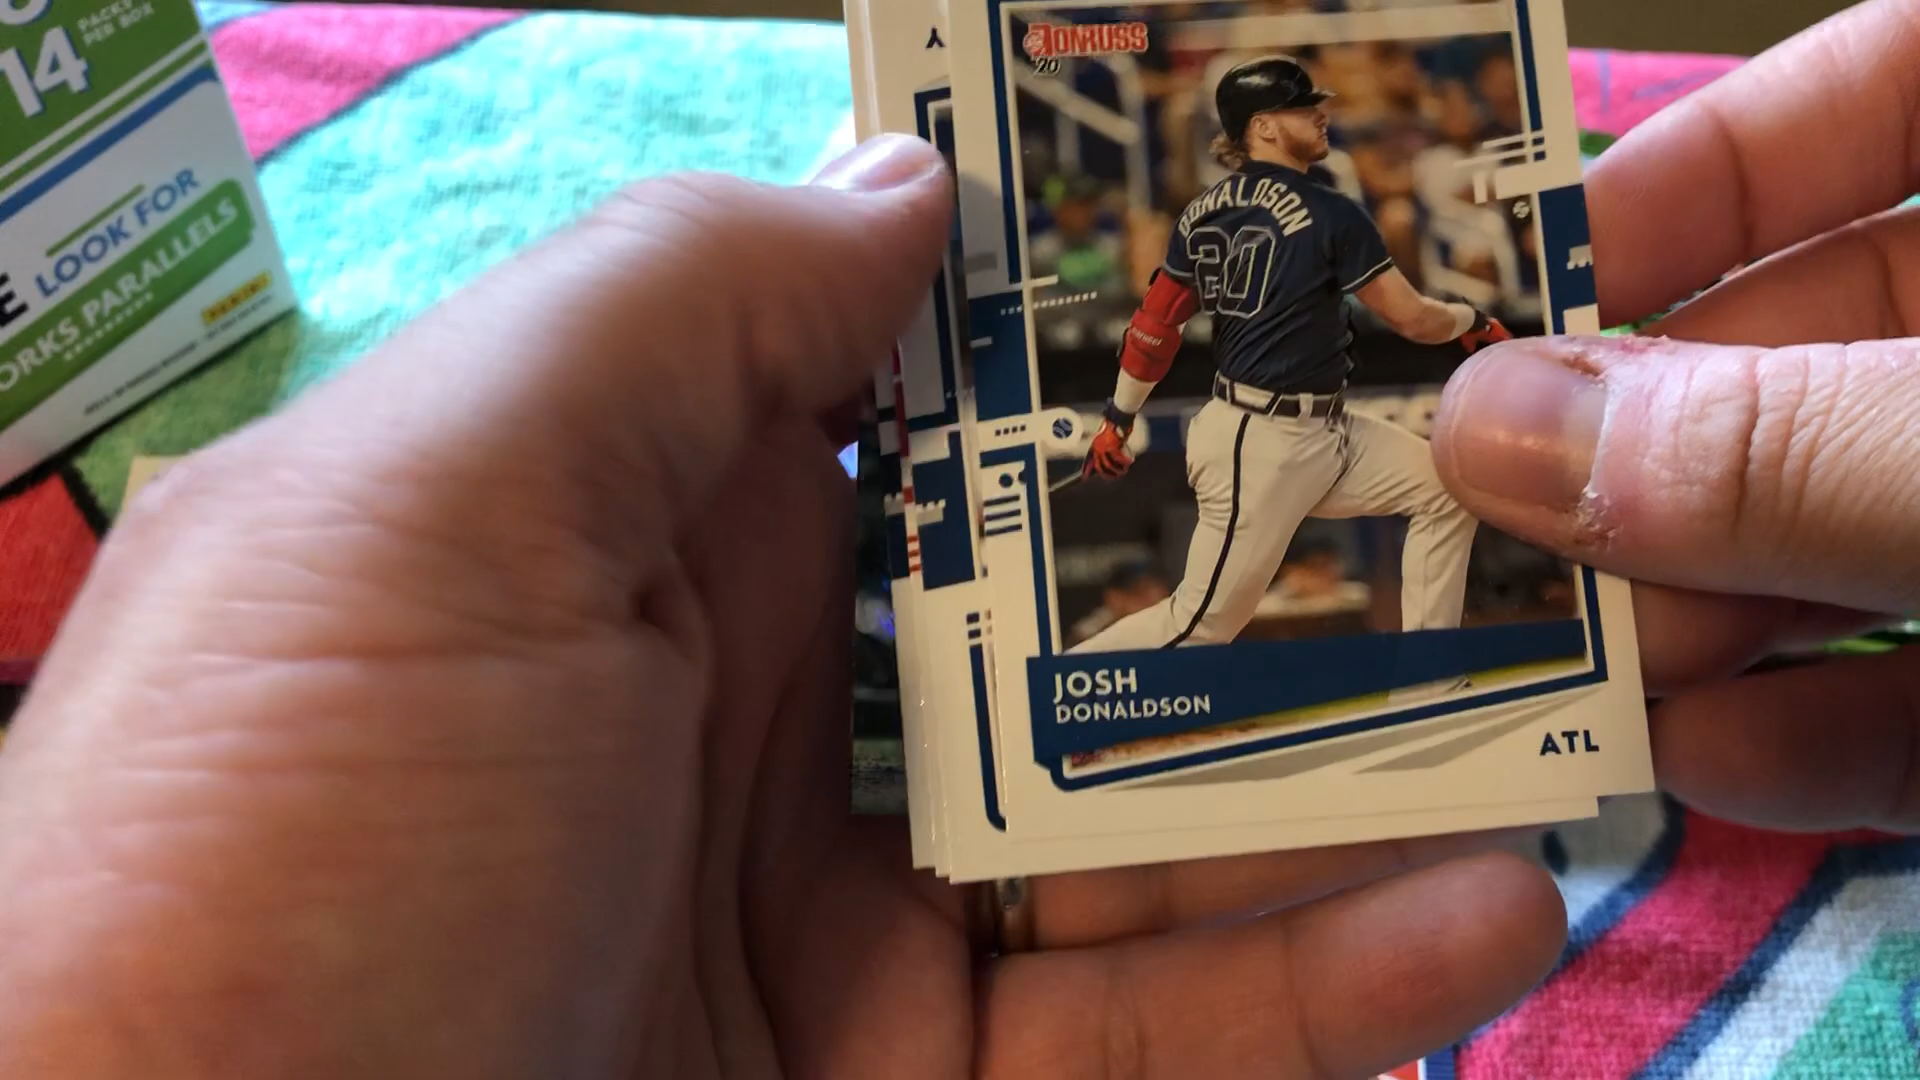 14
PACKS
PER BOX
E LOOK FOR
ORKS PARALLELS
PANINI
Y
DONRUSS
'20
DONALDSON
20
JOSH
DONALDSON
ATL